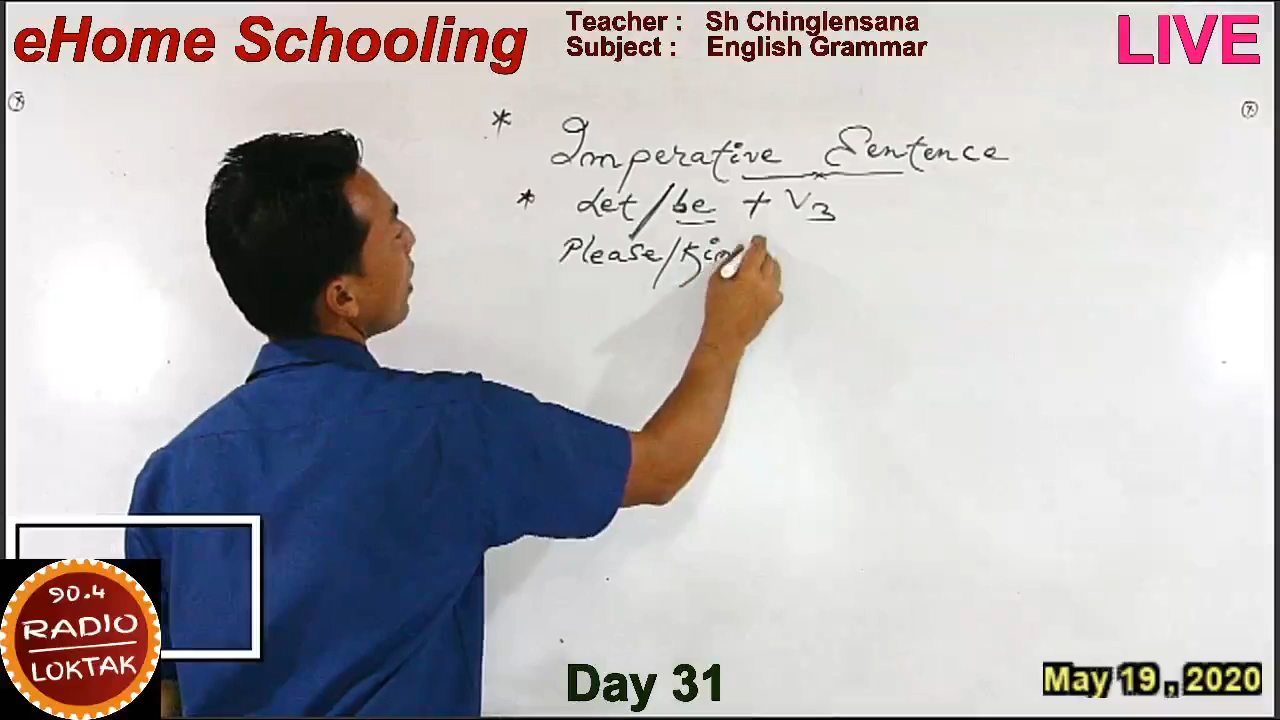 eHome Schooling
Teacher : Sh Chinglensana
Subject : English Grammar
LIVE
* Imperative Sentence
* Let/be + V3
Please/Kin
90.4
RADIO
LOKTAK
Day 31
May 19 , 2020